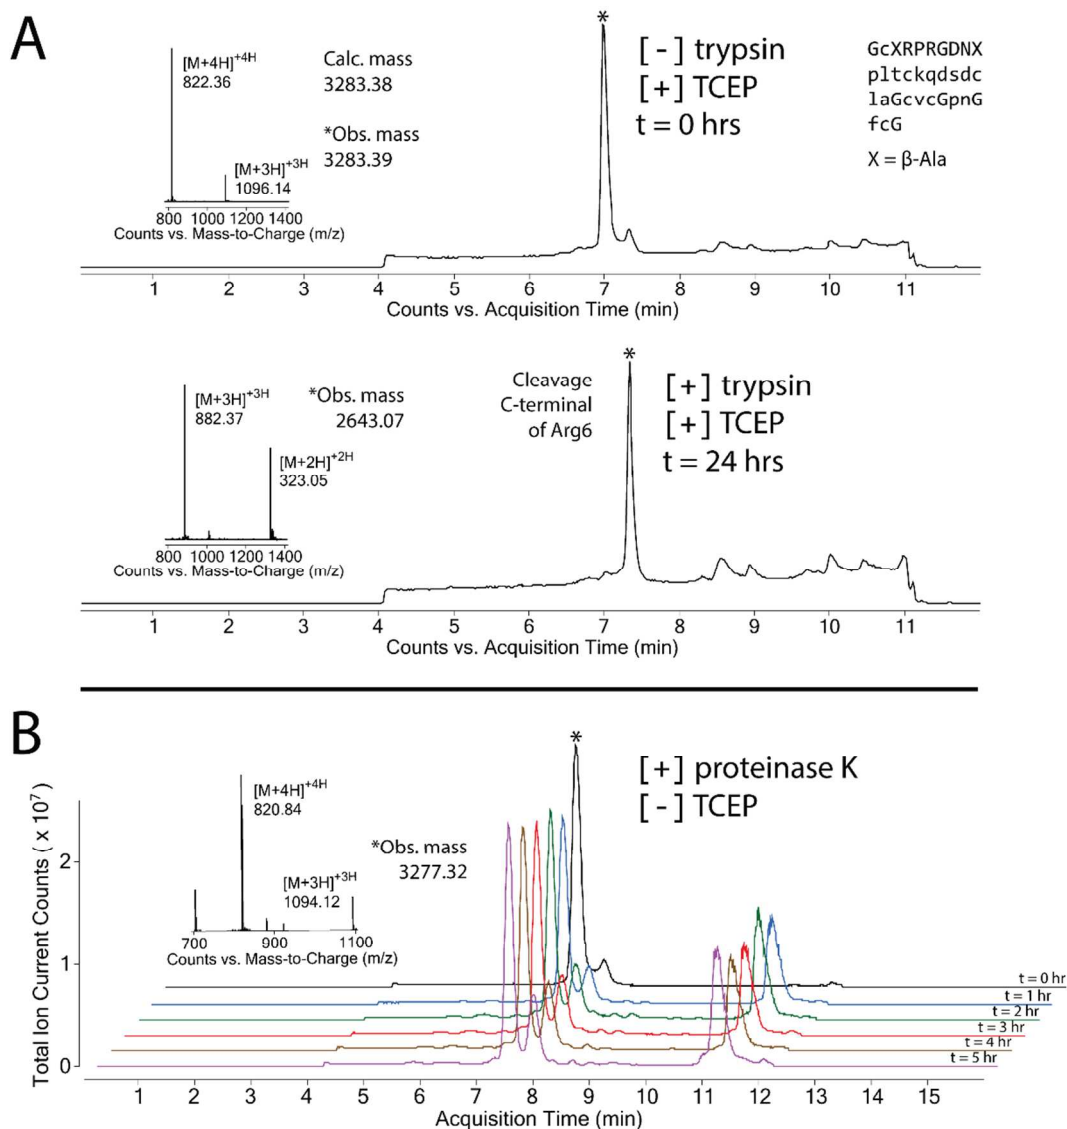 A
[M+4H]+4H
822.36
[M+3H]+3H
1096.14
800 1000 1200 1400
Counts vs. Mass-to-Charge (m/z)
Calc. mass
3283.38
*Obs. mass
3283.39
*
[-] trypsin
[+] TCEP
t = 0 hrs
GcXRPRGDNX
pltckqdsdc
laGcvcGpnG
fcG
X = β-Ala
1 2 3 4 5 6 7 8 9 10 11
Counts vs. Acquisition Time (min)
[M+3H]+3H
882.37
[M+2H]+2H
323.05
800 1000 1200 1400
Counts vs. Mass-to-Charge (m/z)
*Obs. mass
2643.07
Cleavage
C-terminal
of Arg6
*
[+] trypsin
[+] TCEP
t = 24 hrs
1 2 3 4 5 6 7 8 9 10 11
Counts vs. Acquisition Time (min)
B
Total Ion Current Counts ( x 10⁷)
2
1
0
[M+4H]+4H
820.84
[M+3H]+3H
1094.12
700 900 1100
Counts vs. Mass-to-Charge (m/z)
*Obs. mass
3277.32
*
[+] proteinase K
[-] TCEP
t = 0 hr
t = 1 hr
t = 2 hr
t = 3 hr
t = 4 hr
t = 5 hr
1 2 3 4 5 6 7 8 9 10 11 12 13 14 15
Acquisition Time (min)